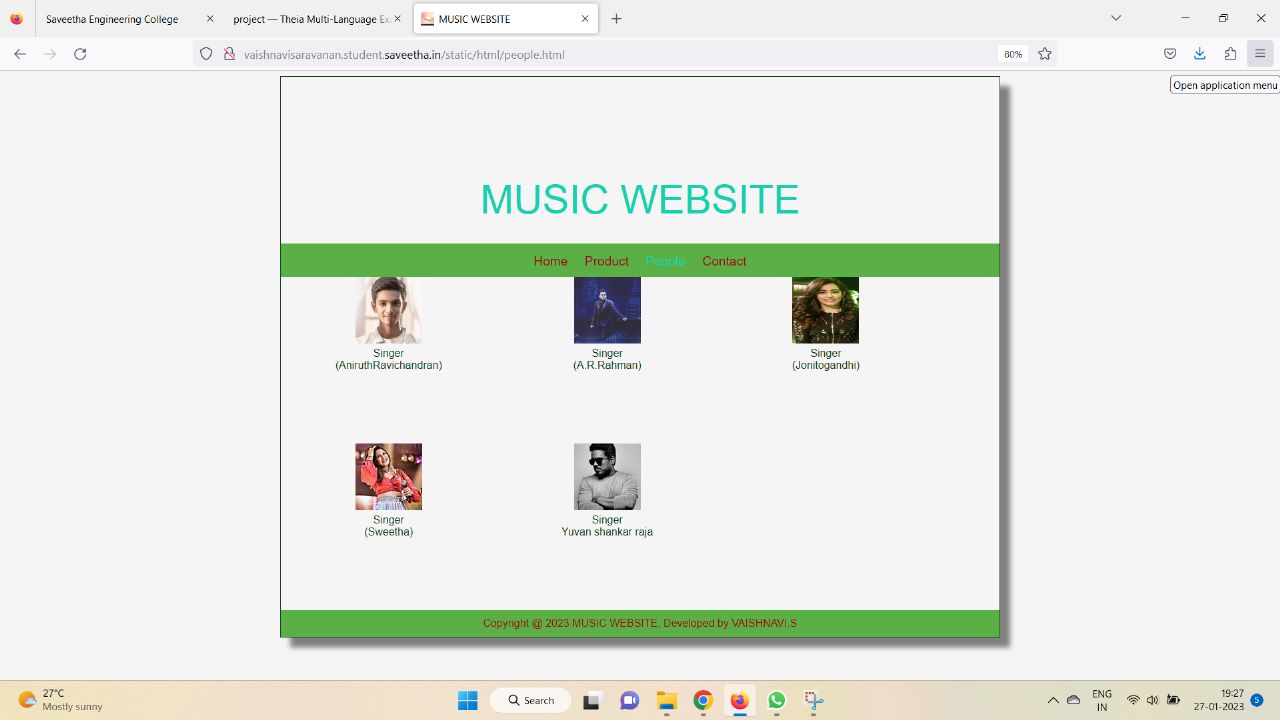 Saveetha Engineering College
project — Theia Multi-Language Ex
MUSIC WEBSITE
vaishnavisaravanan.student.saveetha.in/static/html/people.html
80%
Open application menu
MUSIC WEBSITE
Home Product People Contact
Singer
(AniruthRavichandran)
Singer
(A.R.Rahman)
Singer
(Jonitogandhi)
Singer
(Sweetha)
Singer
Yuvan shankar raja
Copyright @ 2023 MUSIC WEBSITE, Developed by VAISHNAVI.S
27°C
Mostly sunny
Search
ENG
IN
19:27
27-01-2023
5